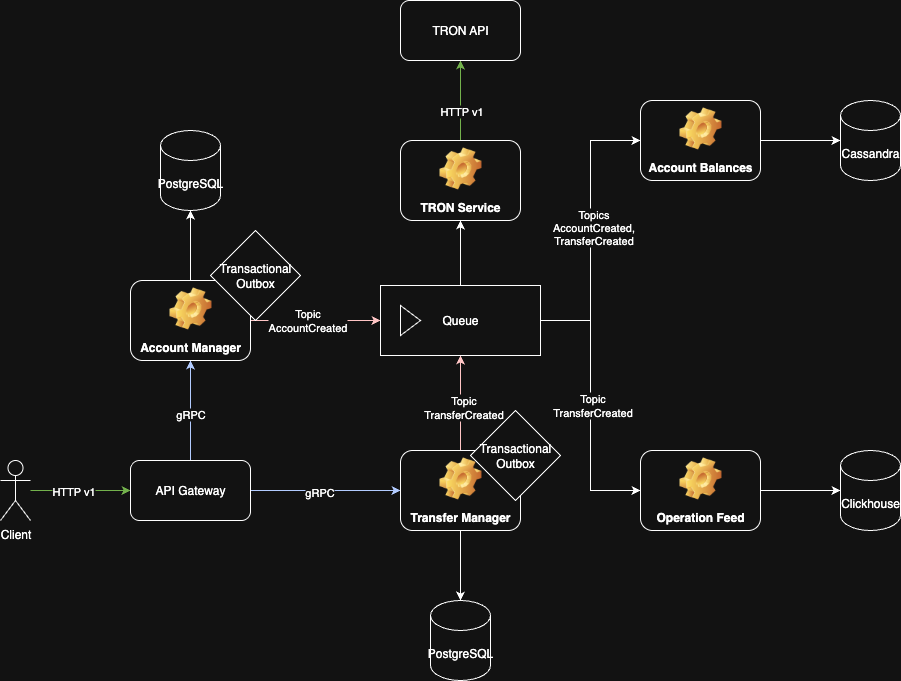 TRON API
HTTP v1
TRON Service
Account Balances
Cassandra
PostgreSQL
Topics
AccountCreated,
TransferCreated
Transactional
Outbox
Account Manager
Topic
AccountCreated
Queue
gRPC
Topic
TransferCreated
Topic
TransferCreated
Transactional
Outbox
Client
HTTP v1
API Gateway
gRPC
Transfer Manager
Operation Feed
Clickhouse
PostgreSQL